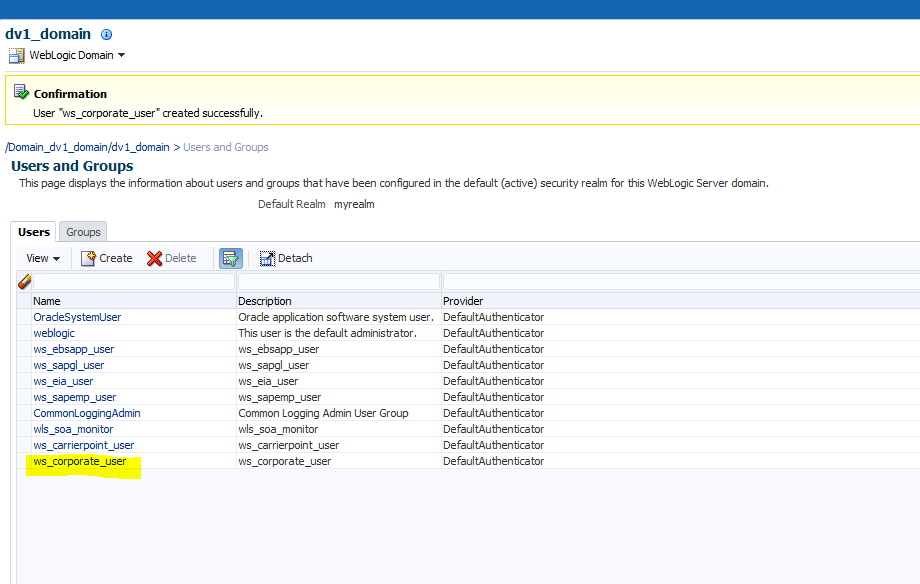 dv1_domain
WebLogic Domain
Confirmation
User "ws_corporate_user" created successfully.
/Domain_dv1_domain/dv1_domain > Users and Groups
Users and Groups
This page displays the information about users and groups that have been configured in the default (active) security realm for this WebLogic Server domain.
Default Realm myrealm
Users Groups
View Create Delete Detach
Name Description Provider
OracleSystemUser Oracle application software system user. DefaultAuthenticator
weblogic This user is the default administrator. DefaultAuthenticator
ws_ebsapp_user ws_ebsapp_user DefaultAuthenticator
ws_sapgl_user ws_sapgl_user DefaultAuthenticator
ws_eia_user ws_eia_user DefaultAuthenticator
ws_sapemp_user ws_sapemp_user DefaultAuthenticator
CommonLoggingAdmin Common Logging Admin User Group DefaultAuthenticator
wls_soa_monitor wls_soa_monitor DefaultAuthenticator
ws_carrierpoint_user ws_carrierpoint_user DefaultAuthenticator
ws_corporate_user ws_corporate_user DefaultAuthenticator